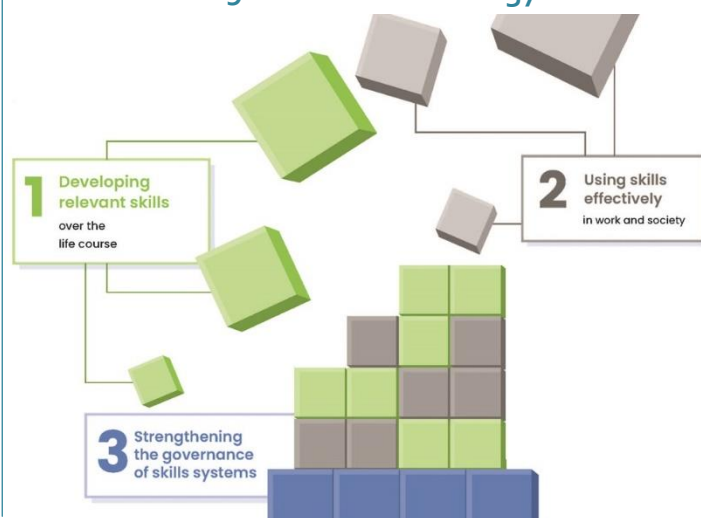 1
Developing
relevant skills
over the
life course
2
Using skills
effectively
in work and society
3
Strengthening
the governance
of skills systems